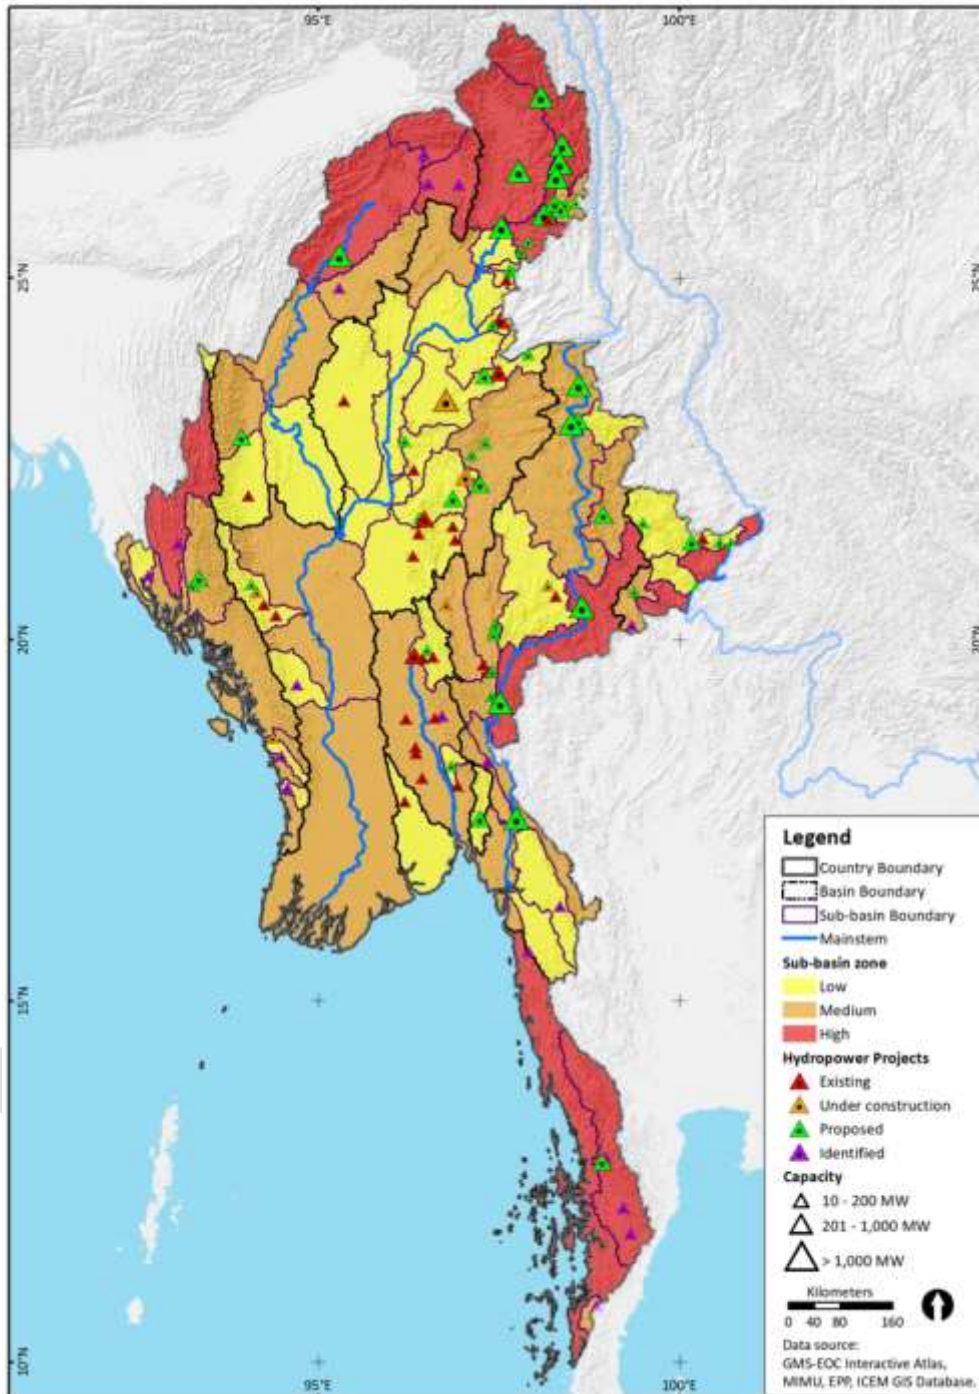 95°E 100°E
25°N 25°N
20°N 20°N
15°N
10°N
95°E 100°E
Legend
Country Boundary
Basin Boundary
Sub-basin Boundary
Mainstem
Sub-basin zone
Low
Medium
High
Hydropower Projects
Existing
Under construction
Proposed
Identified
Capacity
10 - 200 MW
201 - 1,000 MW
> 1,000 MW
Kilometers
0 40 80 160
Data source:
GMS-EOC Interactive Atlas,
MIMU, EPP, ICEM GIS Database.